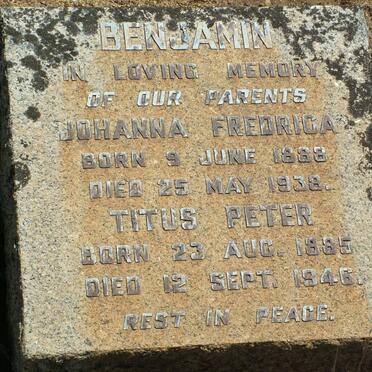 BENJAMIN
IN LOVING MEMORY
OF OUR PARENTS
JOHANNA FREDRICA
BORN 9 JUNE 1888
DIED 25 MAY 1938.
TITUS PETER
BORN 23 AUG. 1885
DIED 12 SEPT. 1946.
REST IN PEACE.